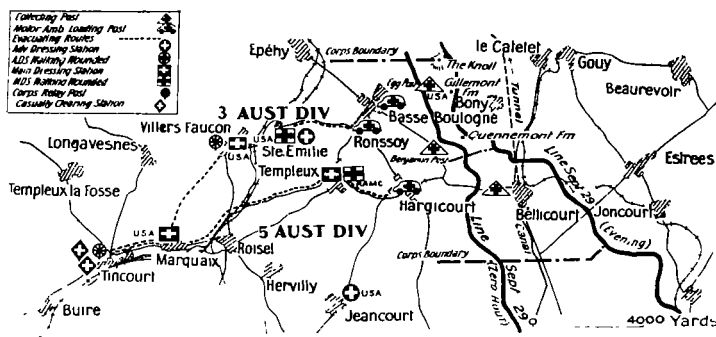 Collecting Post
Motor Amb Loading Post
Evacuating Routes
Adv Dressing Station
ADS Walking Wounded
Main Dressing Station
MDS Walking Wounded
Corps Relay Post
Casualty Clearing Station
Epéhy
Corps Boundary
The Knoll
le Catelet
Gouy
Beaurevoir
Egg Post
USA
Gillemont
Fm
Bony
Tunnel
3 AUST DIV
Basse Boulogne
Quennemont Fm
Villers Faucon
USA
USA
Ste. Emilie
Ronssoy
Longavesnes
Benjamin Post
Estrees
Templeux la Fosse
Templeux
RAMC
Line Sept 29
(Evening)
Hargicourt
Bellicourt
Joncourt
USA
5 AUST DIV
Line
Canal
Marquaix
Roisel
Corps Boundary
Tincourt
Hervilly
USA
Sept 29
(Zero Hour)
Buire
Jeancourt
4000 Yards